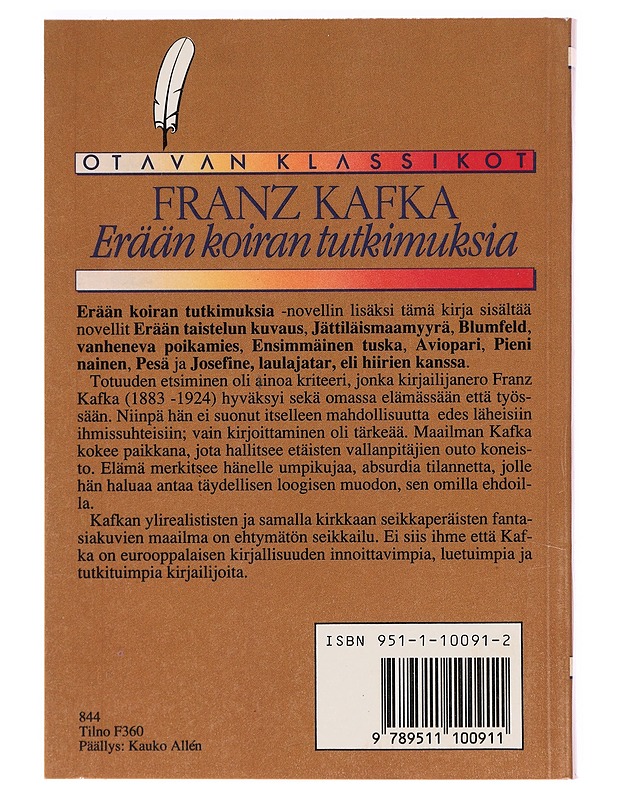 OTAVAN KLASSIKOT
FRANZ KAFKA
Erään koiran tutkimuksia
Erään koiran tutkimuksia -novellin lisäksi tämä kirja sisältää
novellit Erään taistelun kuvaus, Jättiläismaamyyrä, Blumfeld,
vanheneva poikamies, Ensimmäinen tuska, Aviopari, Pieni
nainen, Pesä ja Josefine, laulajatar, eli hiirien kanssa.
Totuuden etsiminen oli ainoa kriteeri, jonka kirjailijanero Franz
Kafka (1883 -1924) hyväksyi sekä omassa elämässään että työs-
sään. Niinpä hän ei suonut itselleen mahdollisuutta edes läheisiin
ihmissuhteisiin; vain kirjoittaminen oli tärkeää. Maailman Kafka
kokee paikkana, jota hallitsee etäisten vallanpitäjien outo koneis-
to. Elämä merkitsee hänelle umpikujaa, absurdia tilannetta, jolle
hän haluaa antaa täydellisen loogisen muodon, sen omilla ehdoil-
la.
Kafkan ylirealististen ja samalla kirkkaan seikkaperäisten fanta-
siakuvien maailma on ehtymätön seikkailu. Ei siis ihme että Kaf-
ka on eurooppalaisen kirjallisuuden innoittavimpia, luetuimpia ja
tutkituimpia kirjailijoita.
ISBN 951-1-10091-2
9 789511 100911
844
Tilno F360
Päällys: Kauko Allén